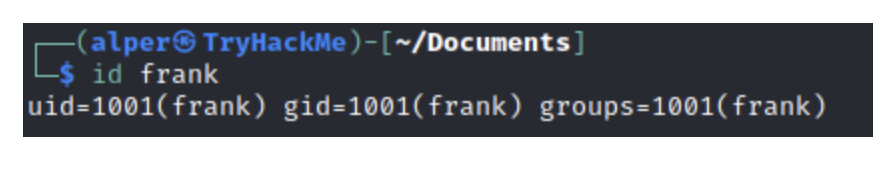 ┌──(alper㉿TryHackMe)-[~/Documents]
└─$ id frank
uid=1001(frank) gid=1001(frank) groups=1001(frank)